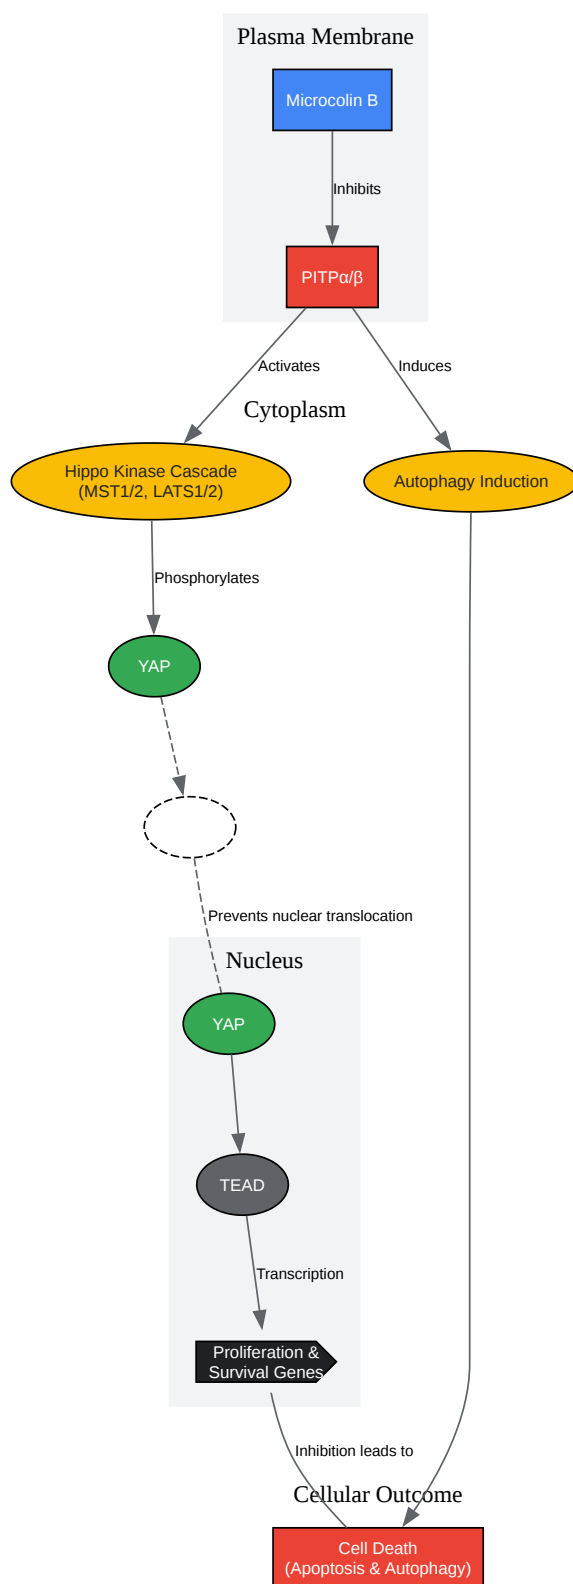 Plasma Membrane
Microcolin B
Inhibits
PITPα/β
Activates
Induces
Cytoplasm
Hippo Kinase Cascade
(MST1/2, LATS1/2)
Autophagy Induction
Phosphorylates
YAP
Prevents nuclear translocation
Nucleus
YAP
TEAD
Transcription
Proliferation &
Survival Genes
Inhibition leads to
Cellular Outcome
Cell Death
(Apoptosis & Autophagy)